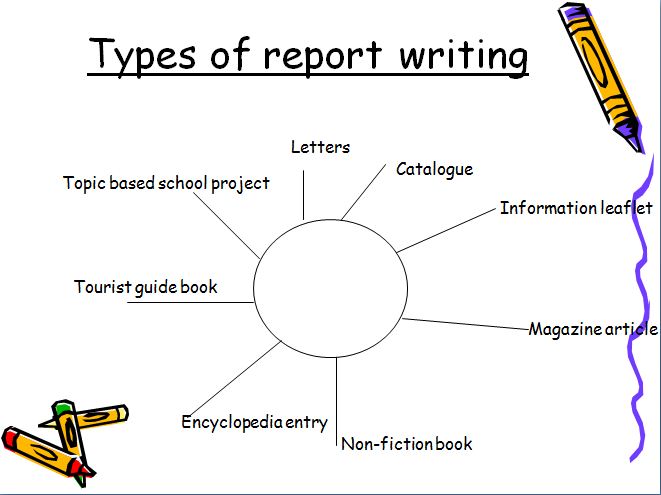 Types of report writing
Letters
Catalogue
Topic based school project
Information leaflet
Tourist guide book
Magazine article
Encyclopedia entry
Non-fiction book